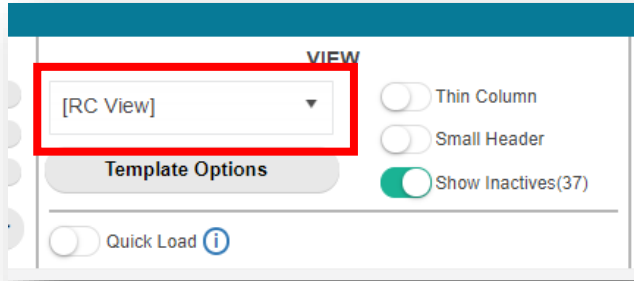 VIEW
[RC View]
Thin Column
Small Header
Template Options
Show Inactives(37)
Quick Load